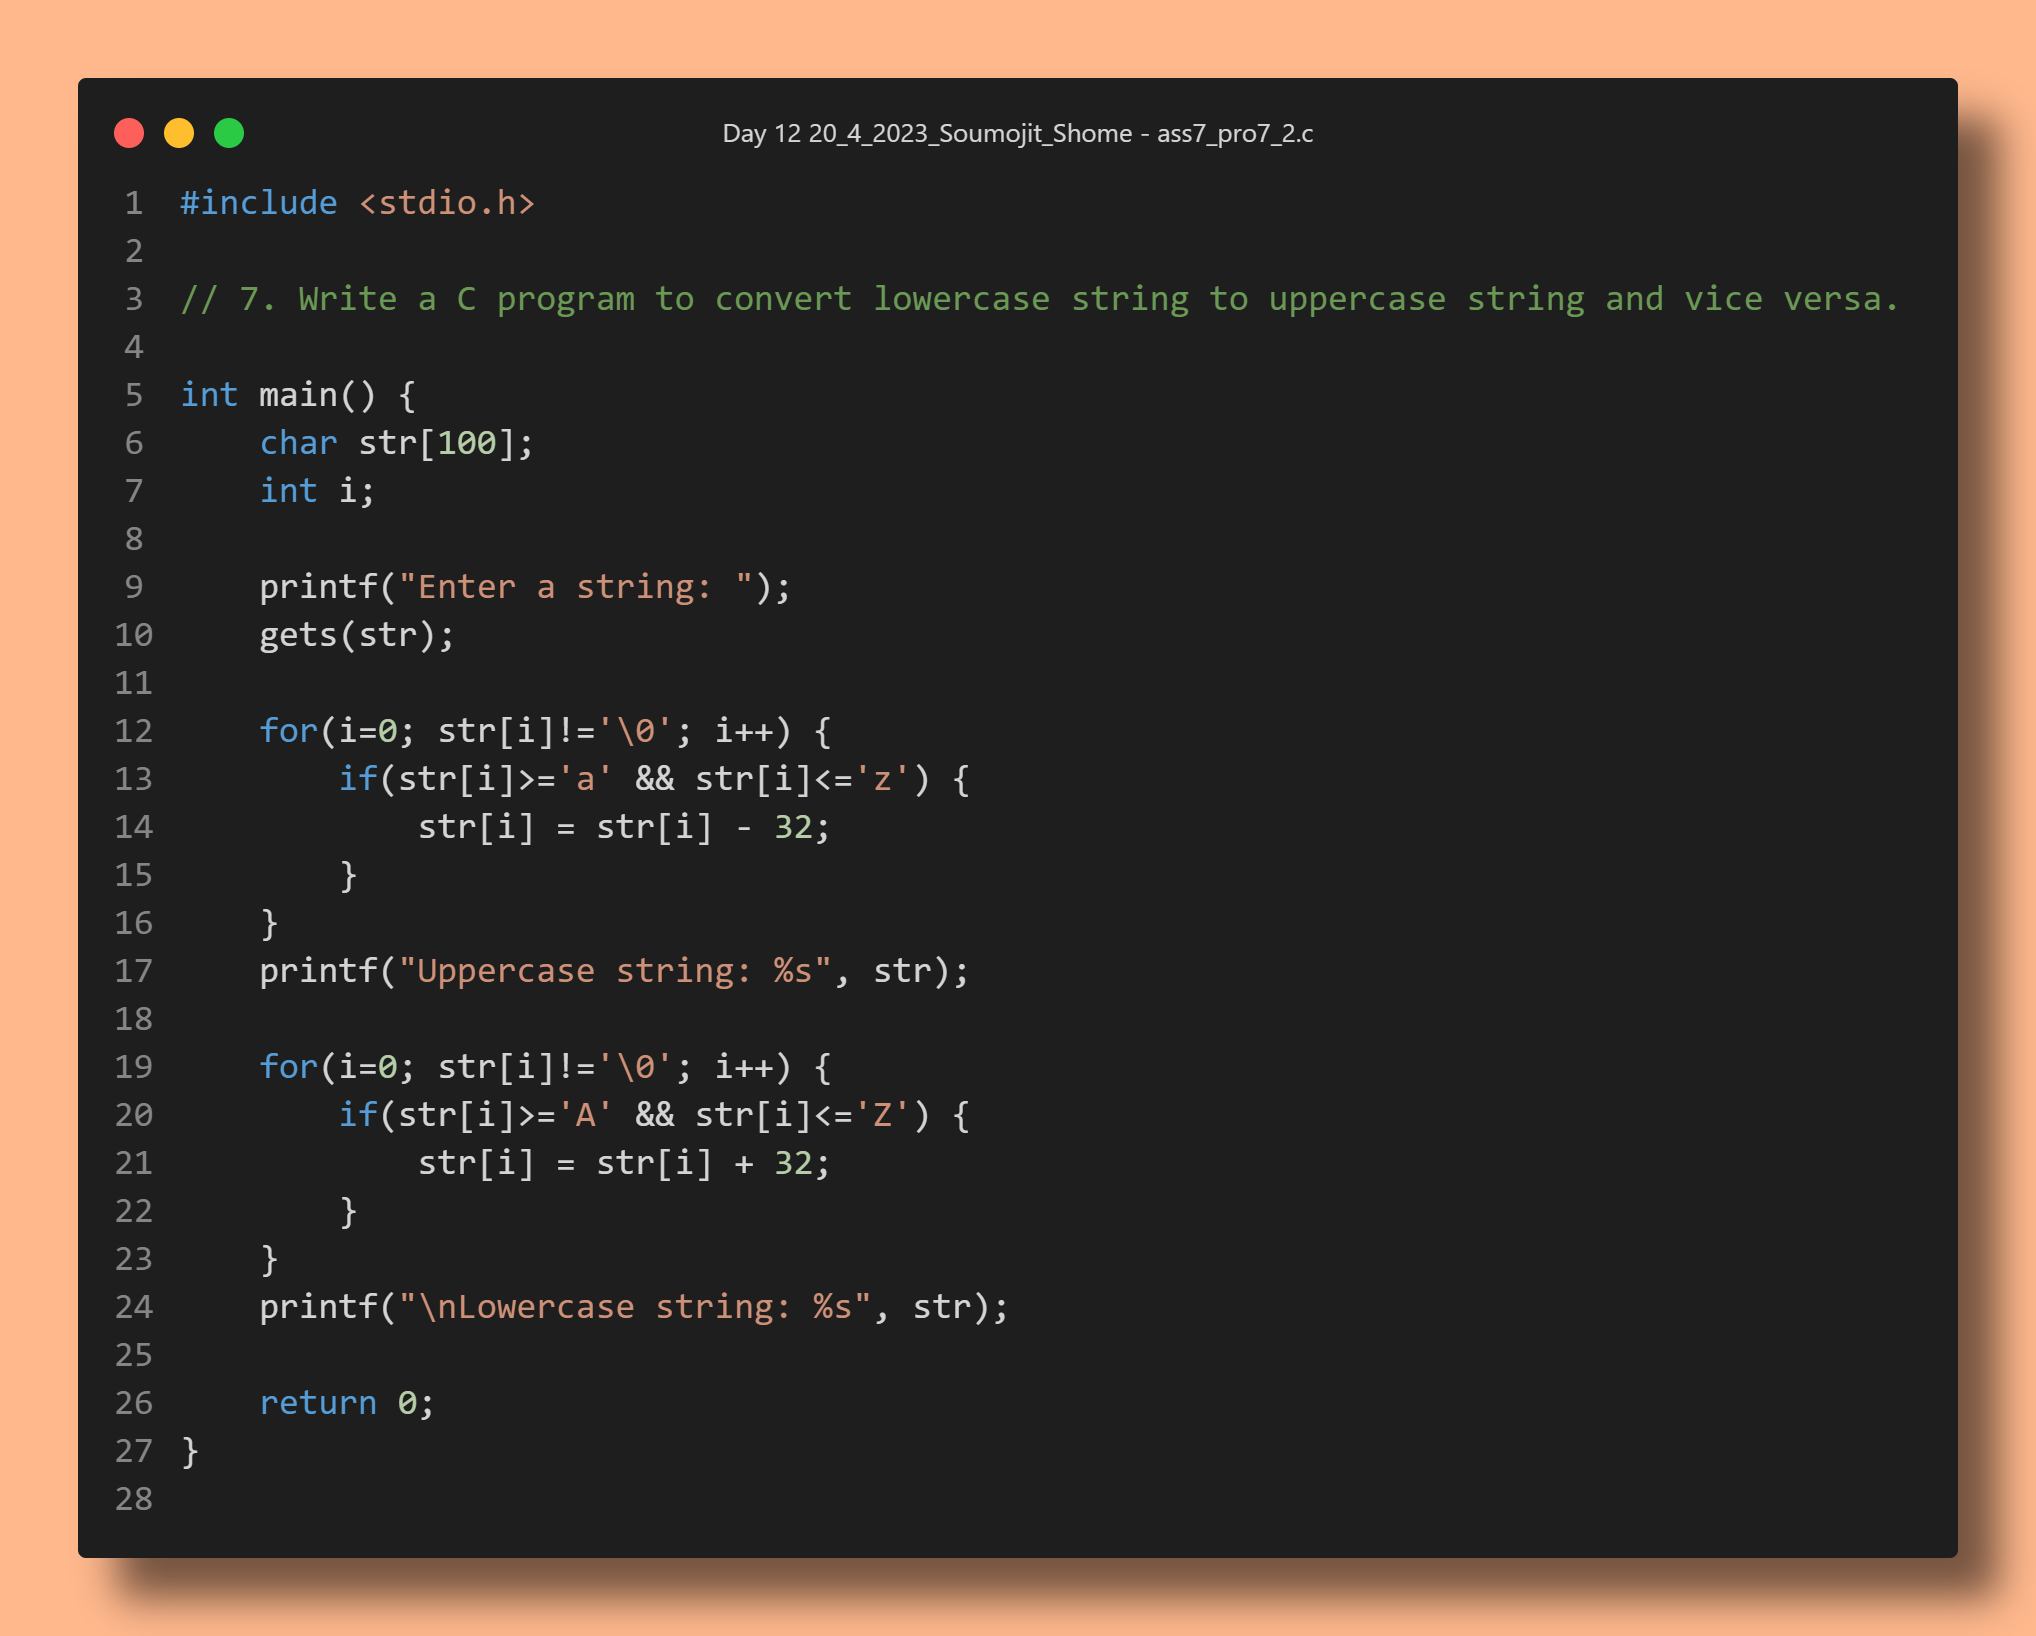 Day 12 20_4_2023_Soumojit_Shome - ass7_pro7_2.c
1 #include <stdio.h>
2
3 // 7. Write a C program to convert lowercase string to uppercase string and vice versa.
4
5 int main() {
6     char str[100];
7     int i;
8
9     printf("Enter a string: ");
10     gets(str);
11
12     for(i=0; str[i]!='\0'; i++) {
13         if(str[i]>='a' && str[i]<='z') {
14             str[i] = str[i] - 32;
15         }
16     }
17     printf("Uppercase string: %s", str);
18
19     for(i=0; str[i]!='\0'; i++) {
20         if(str[i]>='A' && str[i]<='Z') {
21             str[i] = str[i] + 32;
22         }
23     }
24     printf("\nLowercase string: %s", str);
25
26     return 0;
27 }
28